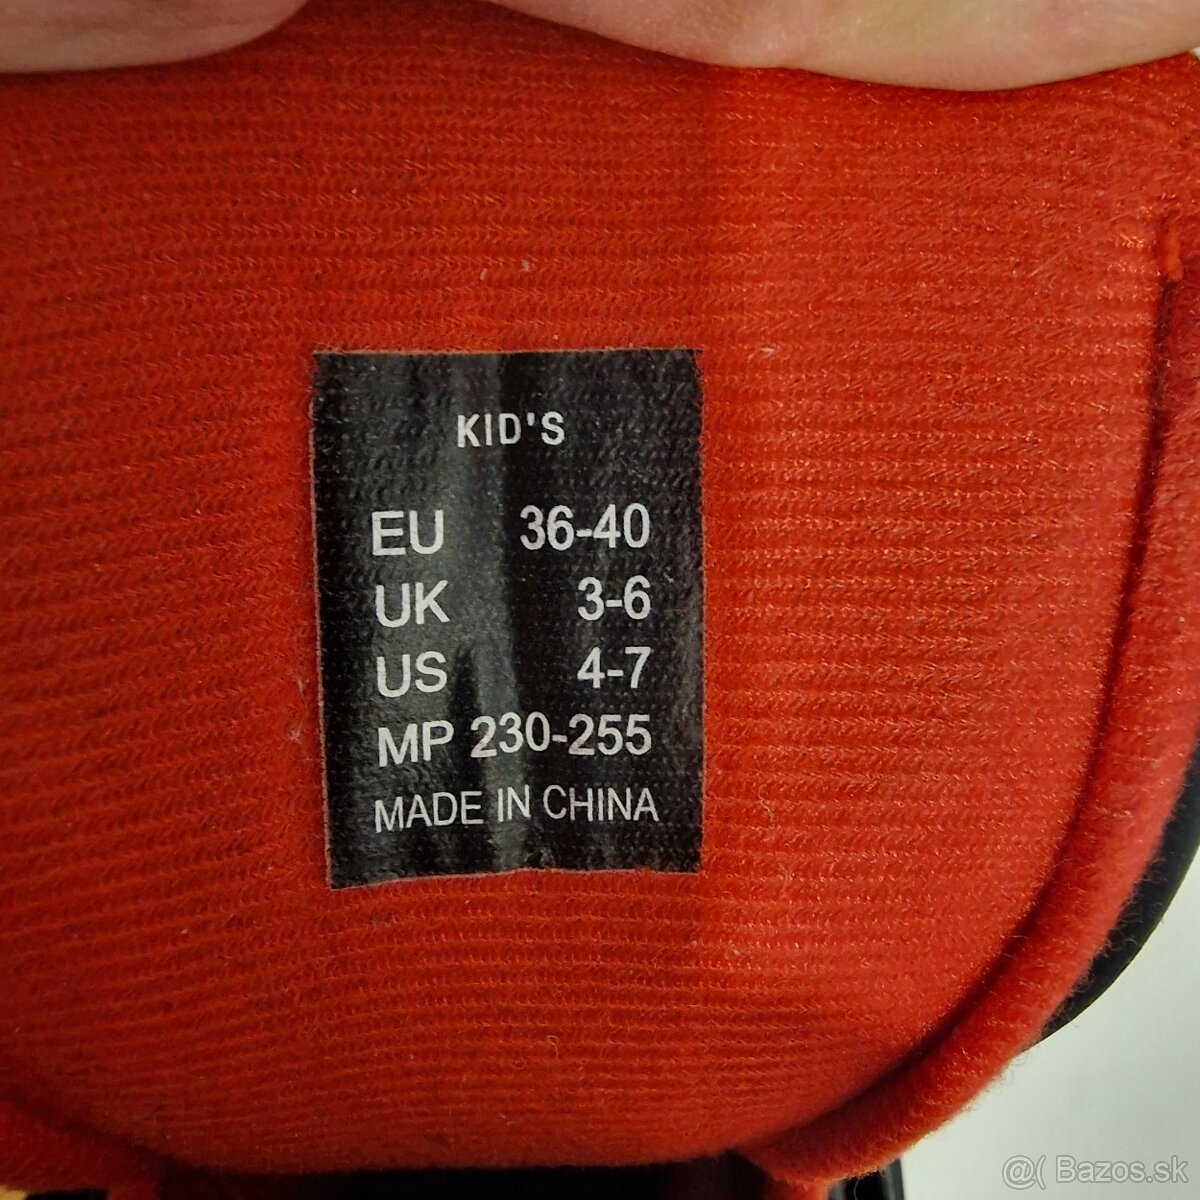 KID'S
EU 36-40
UK 3-6
US 4-7
MP 230-255
MADE IN CHINA
@( Bazos.sk